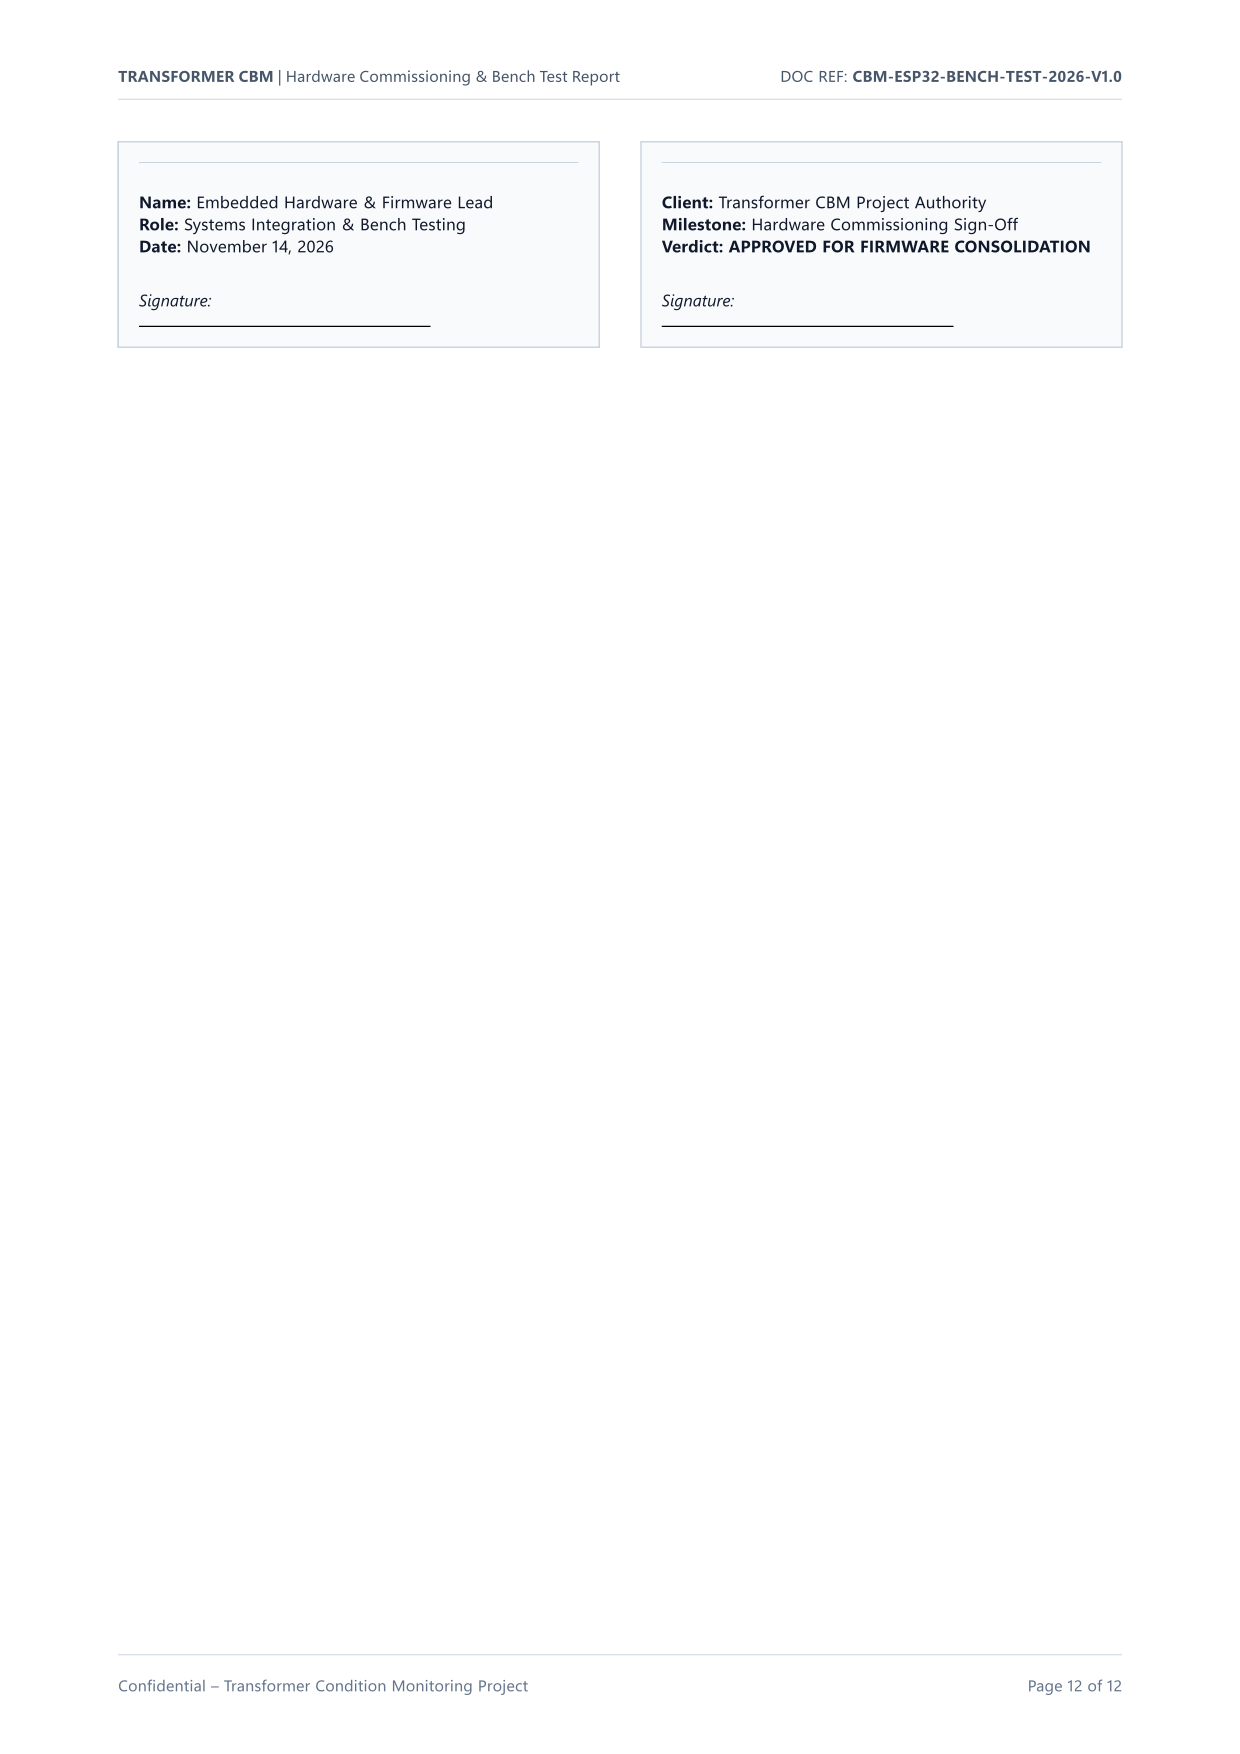 TRANSFORMER CBM | Hardware Commissioning & Bench Test Report
DOC REF: CBM-ESP32-BENCH-TEST-2026-V1.0
Name: Embedded Hardware & Firmware Lead
Role: Systems Integration & Bench Testing
Date: November 14, 2026
Signature:
Client: Transformer CBM Project Authority
Milestone: Hardware Commissioning Sign-Off
Verdict: APPROVED FOR FIRMWARE CONSOLIDATION
Signature:
Confidential – Transformer Condition Monitoring Project
Page 12 of 12